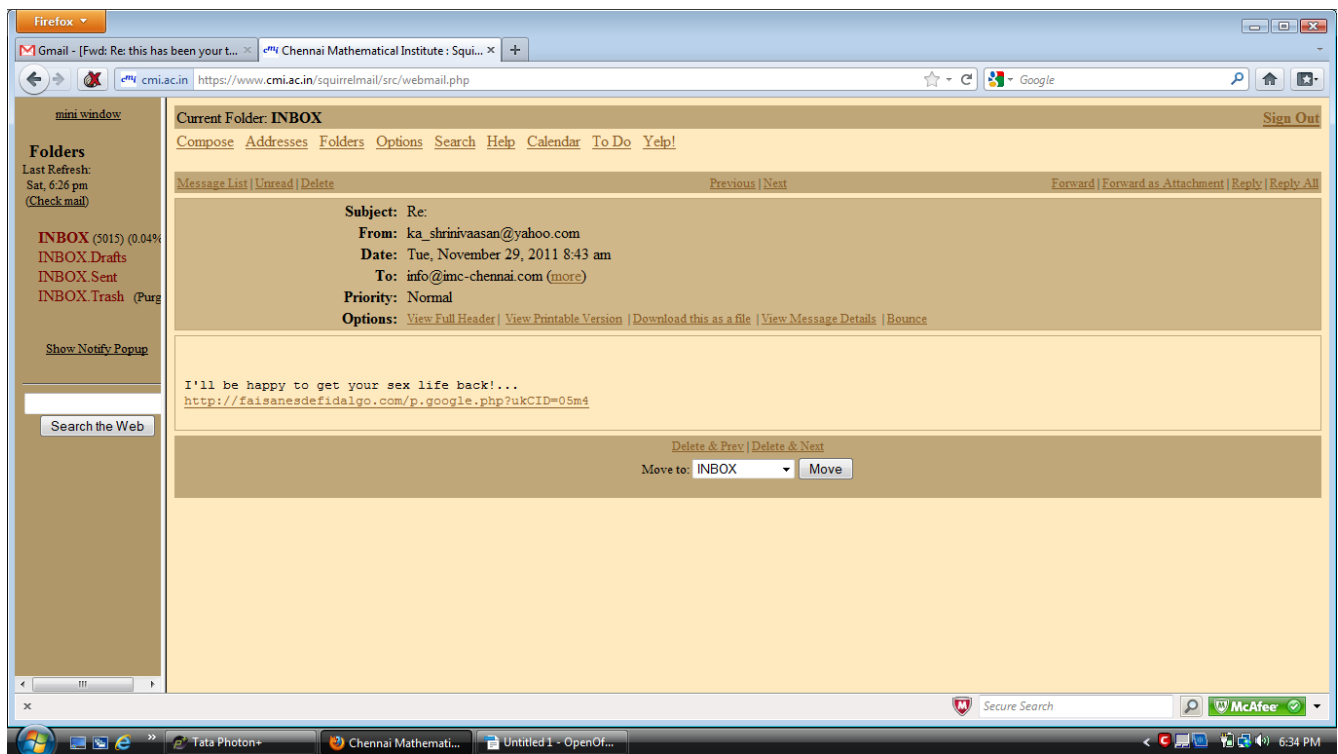 Firefox
Gmail - [Fwd: Re: this has been your t... Chennai Mathematical Institute : Squi...
cmi.ac.in https://www.cmi.ac.in/squirrelmail/src/webmail.php Google
mini window
Folders
Last Refresh:
Sat, 6:26 pm
(Check mail)
INBOX (5015) (0.04%
INBOX.Drafts
INBOX.Sent
INBOX.Trash (Purg
Show Notify Popup
Search the Web
Current Folder: INBOX Sign Out
Compose Addresses Folders Options Search Help Calendar To Do Yelp!
Message List | Unread | Delete Previous | Next Forward | Forward as Attachment | Reply | Reply All
Subject: Re:
From: ka_shrinivaasan@yahoo.com
Date: Tue, November 29, 2011 8:43 am
To: info@imc-chennai.com (more)
Priority: Normal
Options: View Full Header | View Printable Version | Download this as a file | View Message Details | Bounce
I'll be happy to get your sex life back!...
http://faisanesdefidalgo.com/p.google.php?ukCID=05m4
Delete & Prev | Delete & Next
Move to: INBOX Move
Secure Search McAfee
Tata Photon+ Chennai Mathemati... Untitled 1 - OpenOf... 6:34 PM